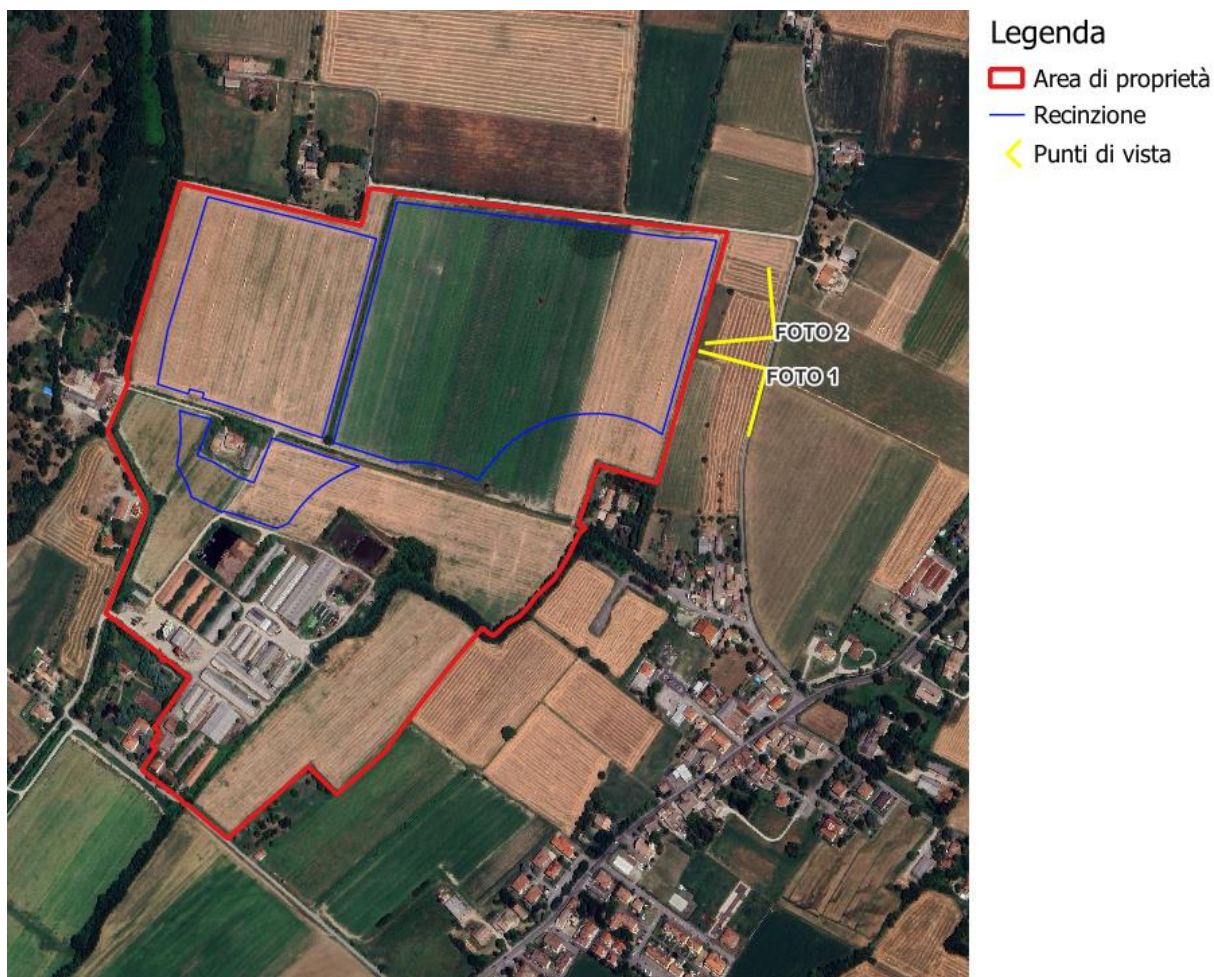 Legenda
Area di proprietà
Recinzione
Punti di vista
FOTO 2
FOTO 1